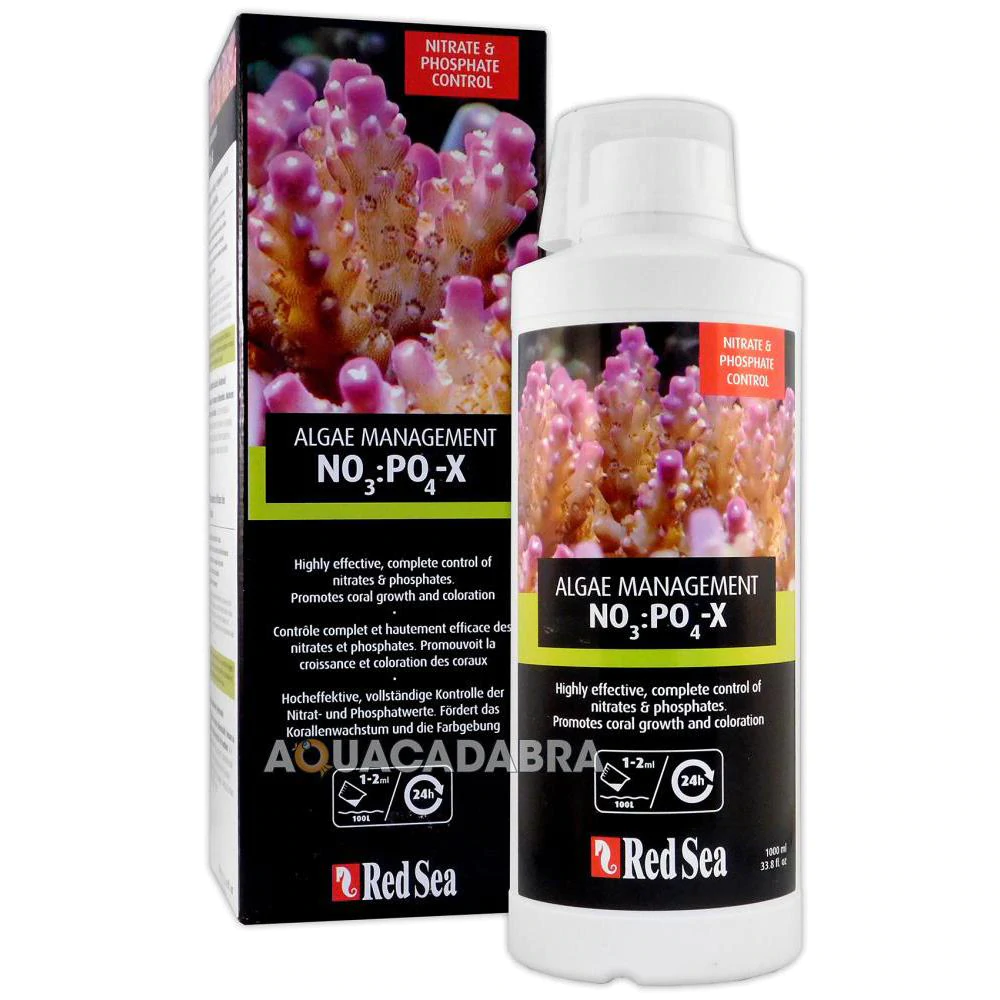 NITRATE &
PHOSPHATE
CONTROL
ALGAE MANAGEMENT
NO₃:PO₄-X
Highly effective, complete control of
nitrates & phosphates.
Promotes coral growth and coloration
•
Contrôle complet et hautement efficace des
nitrates et phosphates. Promouvoit la
croissance et coloration des coraux
•
Hocheffektive, vollständige Kontrolle der
Nitrat- und Phosphatwerte. Fördert das
Korallenwachstum und die Farbgebung
AQUACADABRA
1-2ml
100L
24h
Red Sea
NITRATE &
PHOSPHATE
CONTROL
ALGAE MANAGEMENT
NO₃:PO₄-X
Highly effective, complete control of
nitrates & phosphates.
Promotes coral growth and coloration
1-2ml
100L
24h
Red Sea
1000 ml
33.8 fl oz